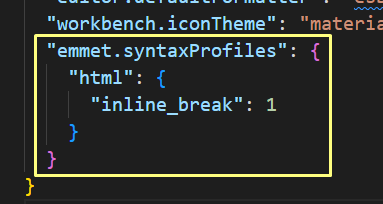 "workbench.iconTheme": "materia
"emmet.syntaxProfiles": {
"html": {
"inline_break": 1
}
}
}